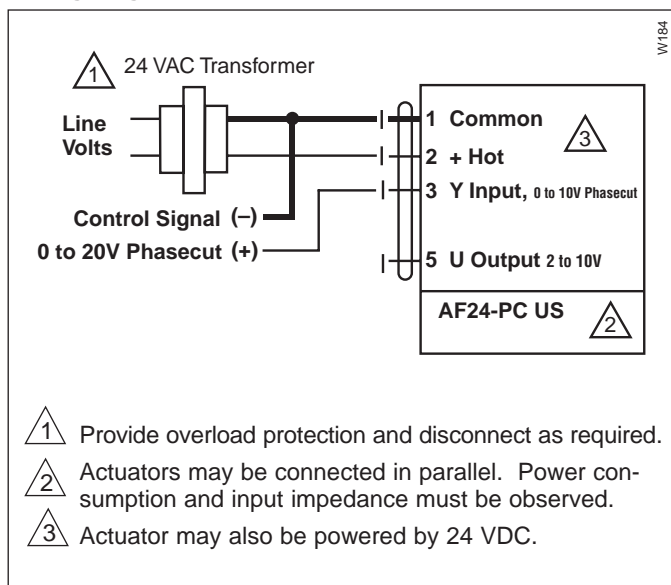 W184
1 24 VAC Transformer
Line
Volts
Control Signal (–)
0 to 20V Phasecut (+)
1 Common
3
2 + Hot
3 Y Input, 0 to 10V Phasecut
5 U Output 2 to 10V
AF24-PC US
2
1 Provide overload protection and disconnect as required.
2 Actuators may be connected in parallel. Power con-
sumption and input impedance must be observed.
3 Actuator may also be powered by 24 VDC.